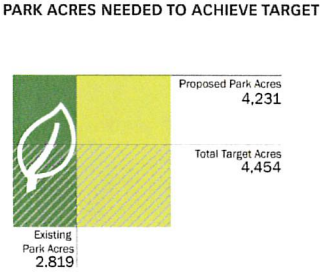 PARK ACRES NEEDED TO ACHIEVE TARGET
Proposed Park Acres
4,231
Total Target Acres
4,454
Existing
Park Acres
2,819